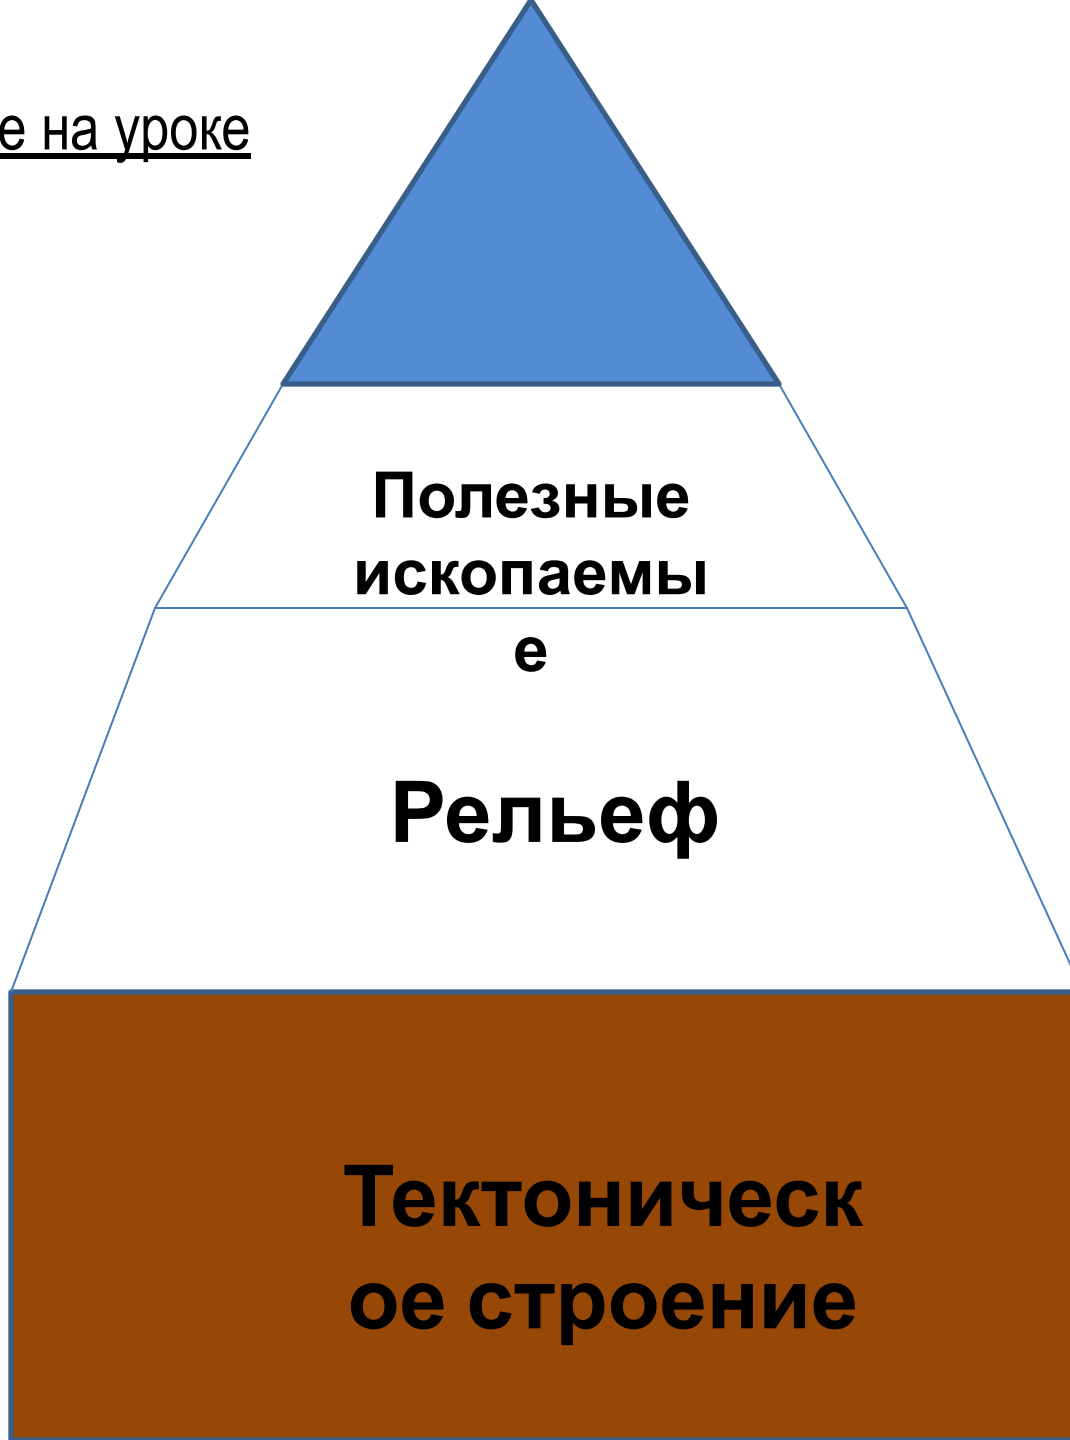 е на уроке
Полезные
ископаемы
е
Рельеф
Тектоническ
ое строение